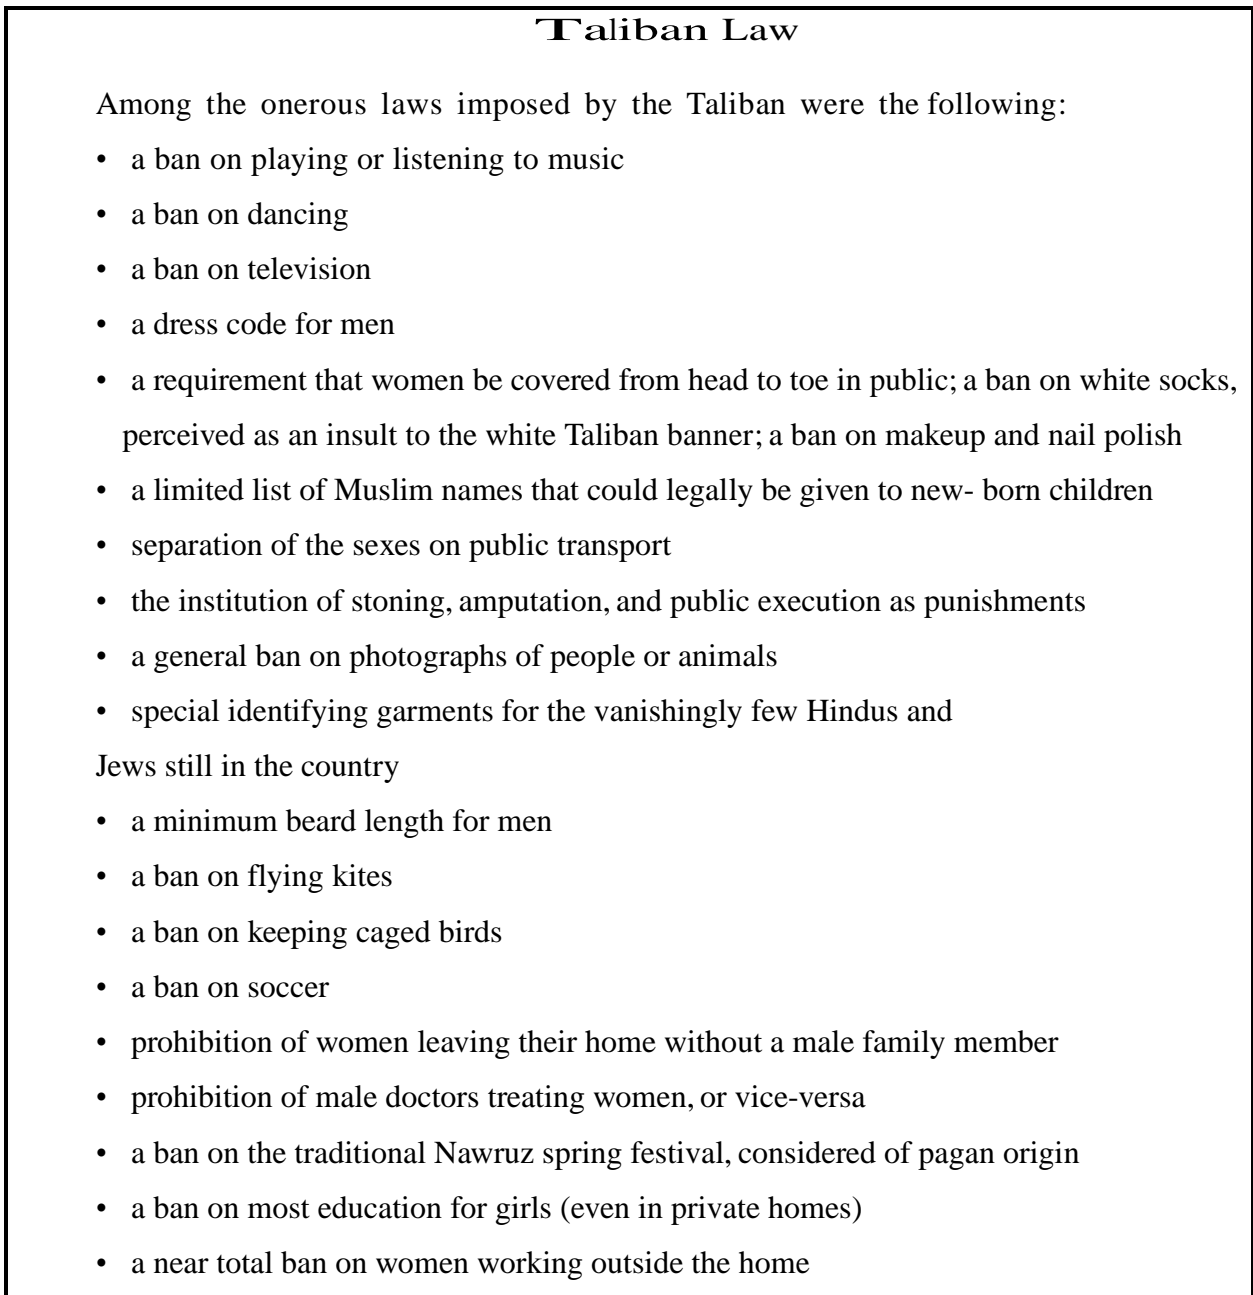 Taliban Law
Among the onerous laws imposed by the Taliban were the following:
• a ban on playing or listening to music
• a ban on dancing
• a ban on television
• a dress code for men
• a requirement that women be covered from head to toe in public; a ban on white socks,
perceived as an insult to the white Taliban banner; a ban on makeup and nail polish
• a limited list of Muslim names that could legally be given to new- born children
• separation of the sexes on public transport
• the institution of stoning, amputation, and public execution as punishments
• a general ban on photographs of people or animals
• special identifying garments for the vanishingly few Hindus and
Jews still in the country
• a minimum beard length for men
• a ban on flying kites
• a ban on keeping caged birds
• a ban on soccer
• prohibition of women leaving their home without a male family member
• prohibition of male doctors treating women, or vice-versa
• a ban on the traditional Nawruz spring festival, considered of pagan origin
• a ban on most education for girls (even in private homes)
• a near total ban on women working outside the home